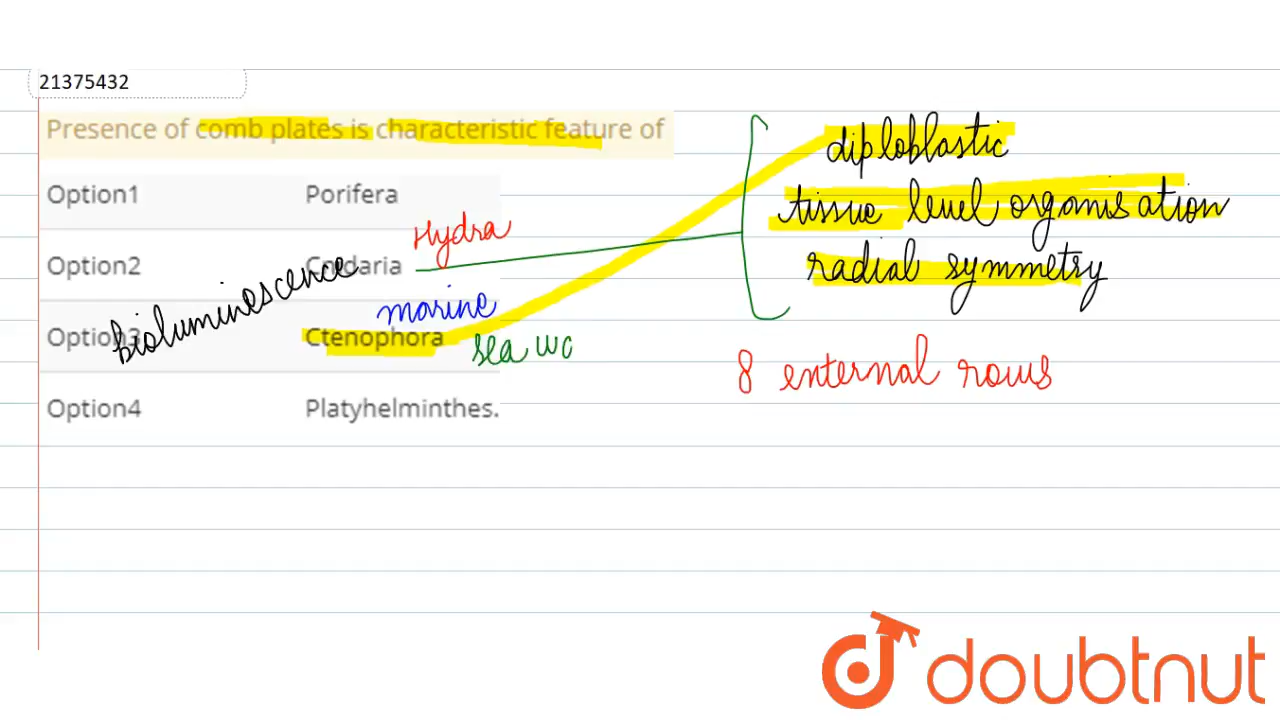 21375432
Presence of comb plates is characteristic feature of
Option1 Porifera
Option2 Cnidaria
Option3 Ctenophora
Option4 Platyhelminthes.
Hydra
bioluminescence
marine
sea wo
diploblastic
tissue level organisation
radial symmetry
8 external rows
doubtnut